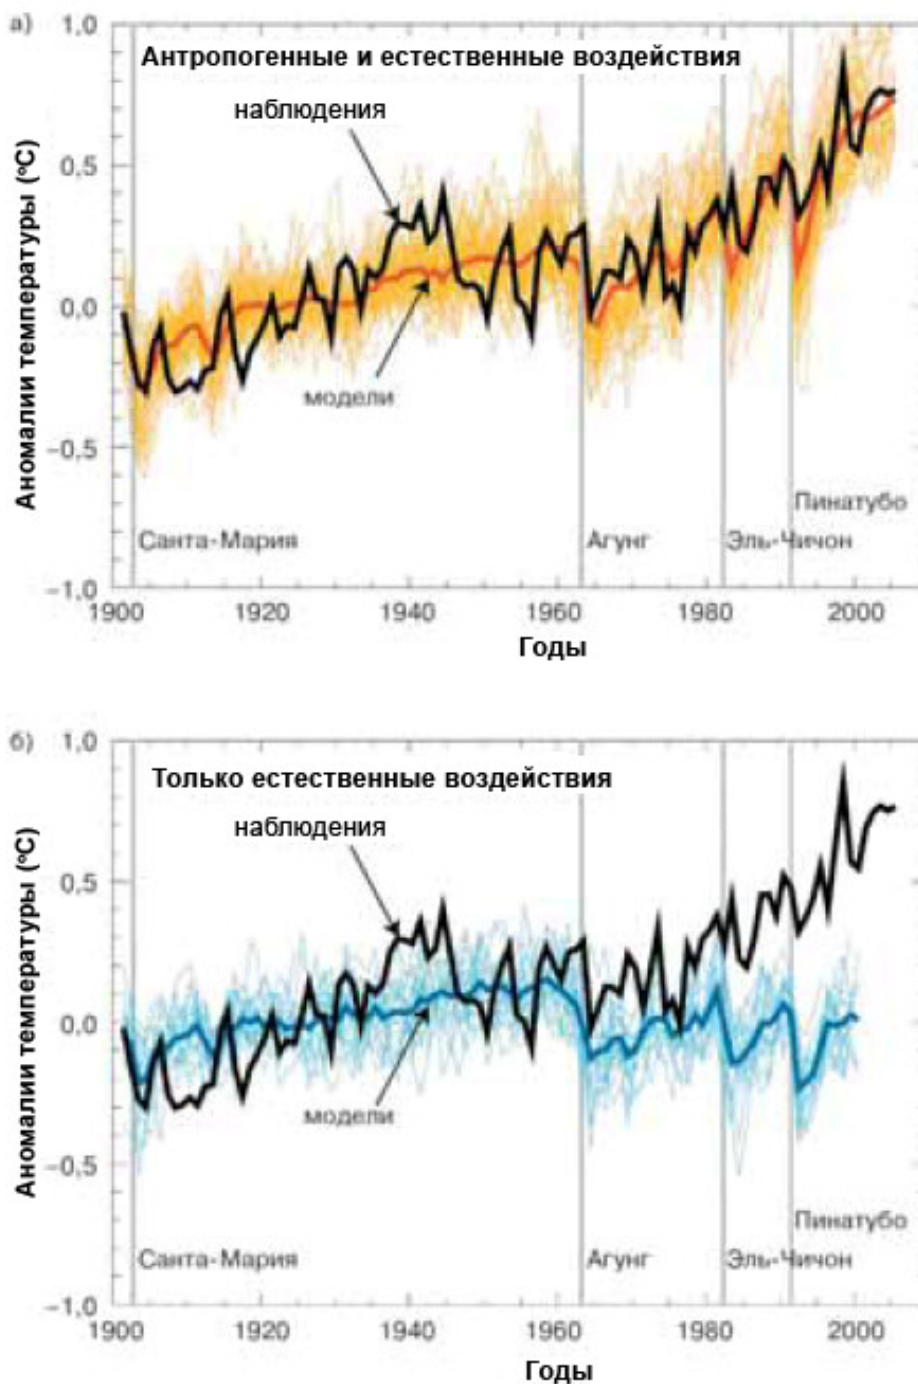 а)
1.0
Антропогенные и естественные воздействия
наблюдения
0.5
Аномалии температуры (°С)
0.0
модели
−0.5
Пинатубо
Санта-Мария Агунг Эль-Чичон
−1.0
1900 1920 1940 1960 1980 2000
Годы
б)
1.0
Только естественные воздействия
наблюдения
0.5
Аномалии температуры (°С)
0.0
модели
−0.5
Пинатубо
Санта-Мария Агунг Эль-Чичон
−1.0
1900 1920 1940 1960 1980 2000
Годы